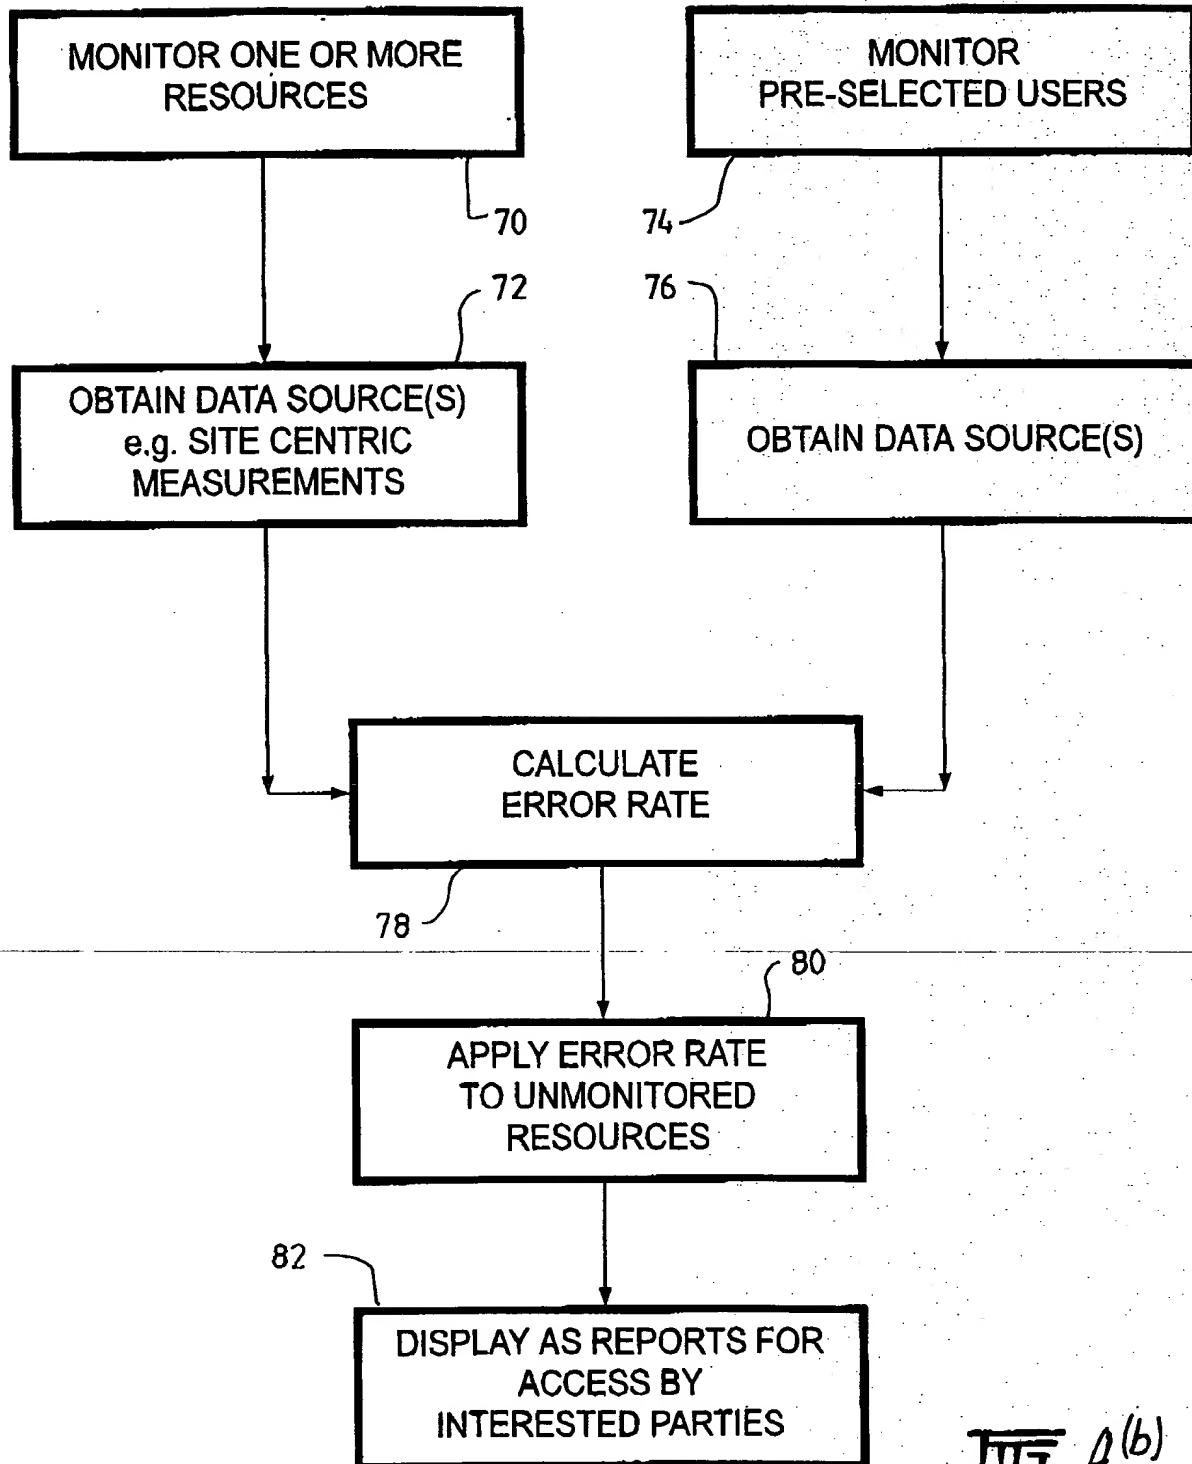 MONITOR ONE OR MORE
RESOURCES
MONITOR
PRE-SELECTED USERS
70
74
72
76
OBTAIN DATA SOURCE(S)
e.g. SITE CENTRIC
MEASUREMENTS
OBTAIN DATA SOURCE(S)
CALCULATE
ERROR RATE
78
80
APPLY ERROR RATE
TO UNMONITORED
RESOURCES
82
DISPLAY AS REPORTS FOR
ACCESS BY
INTERESTED PARTIES
(b)